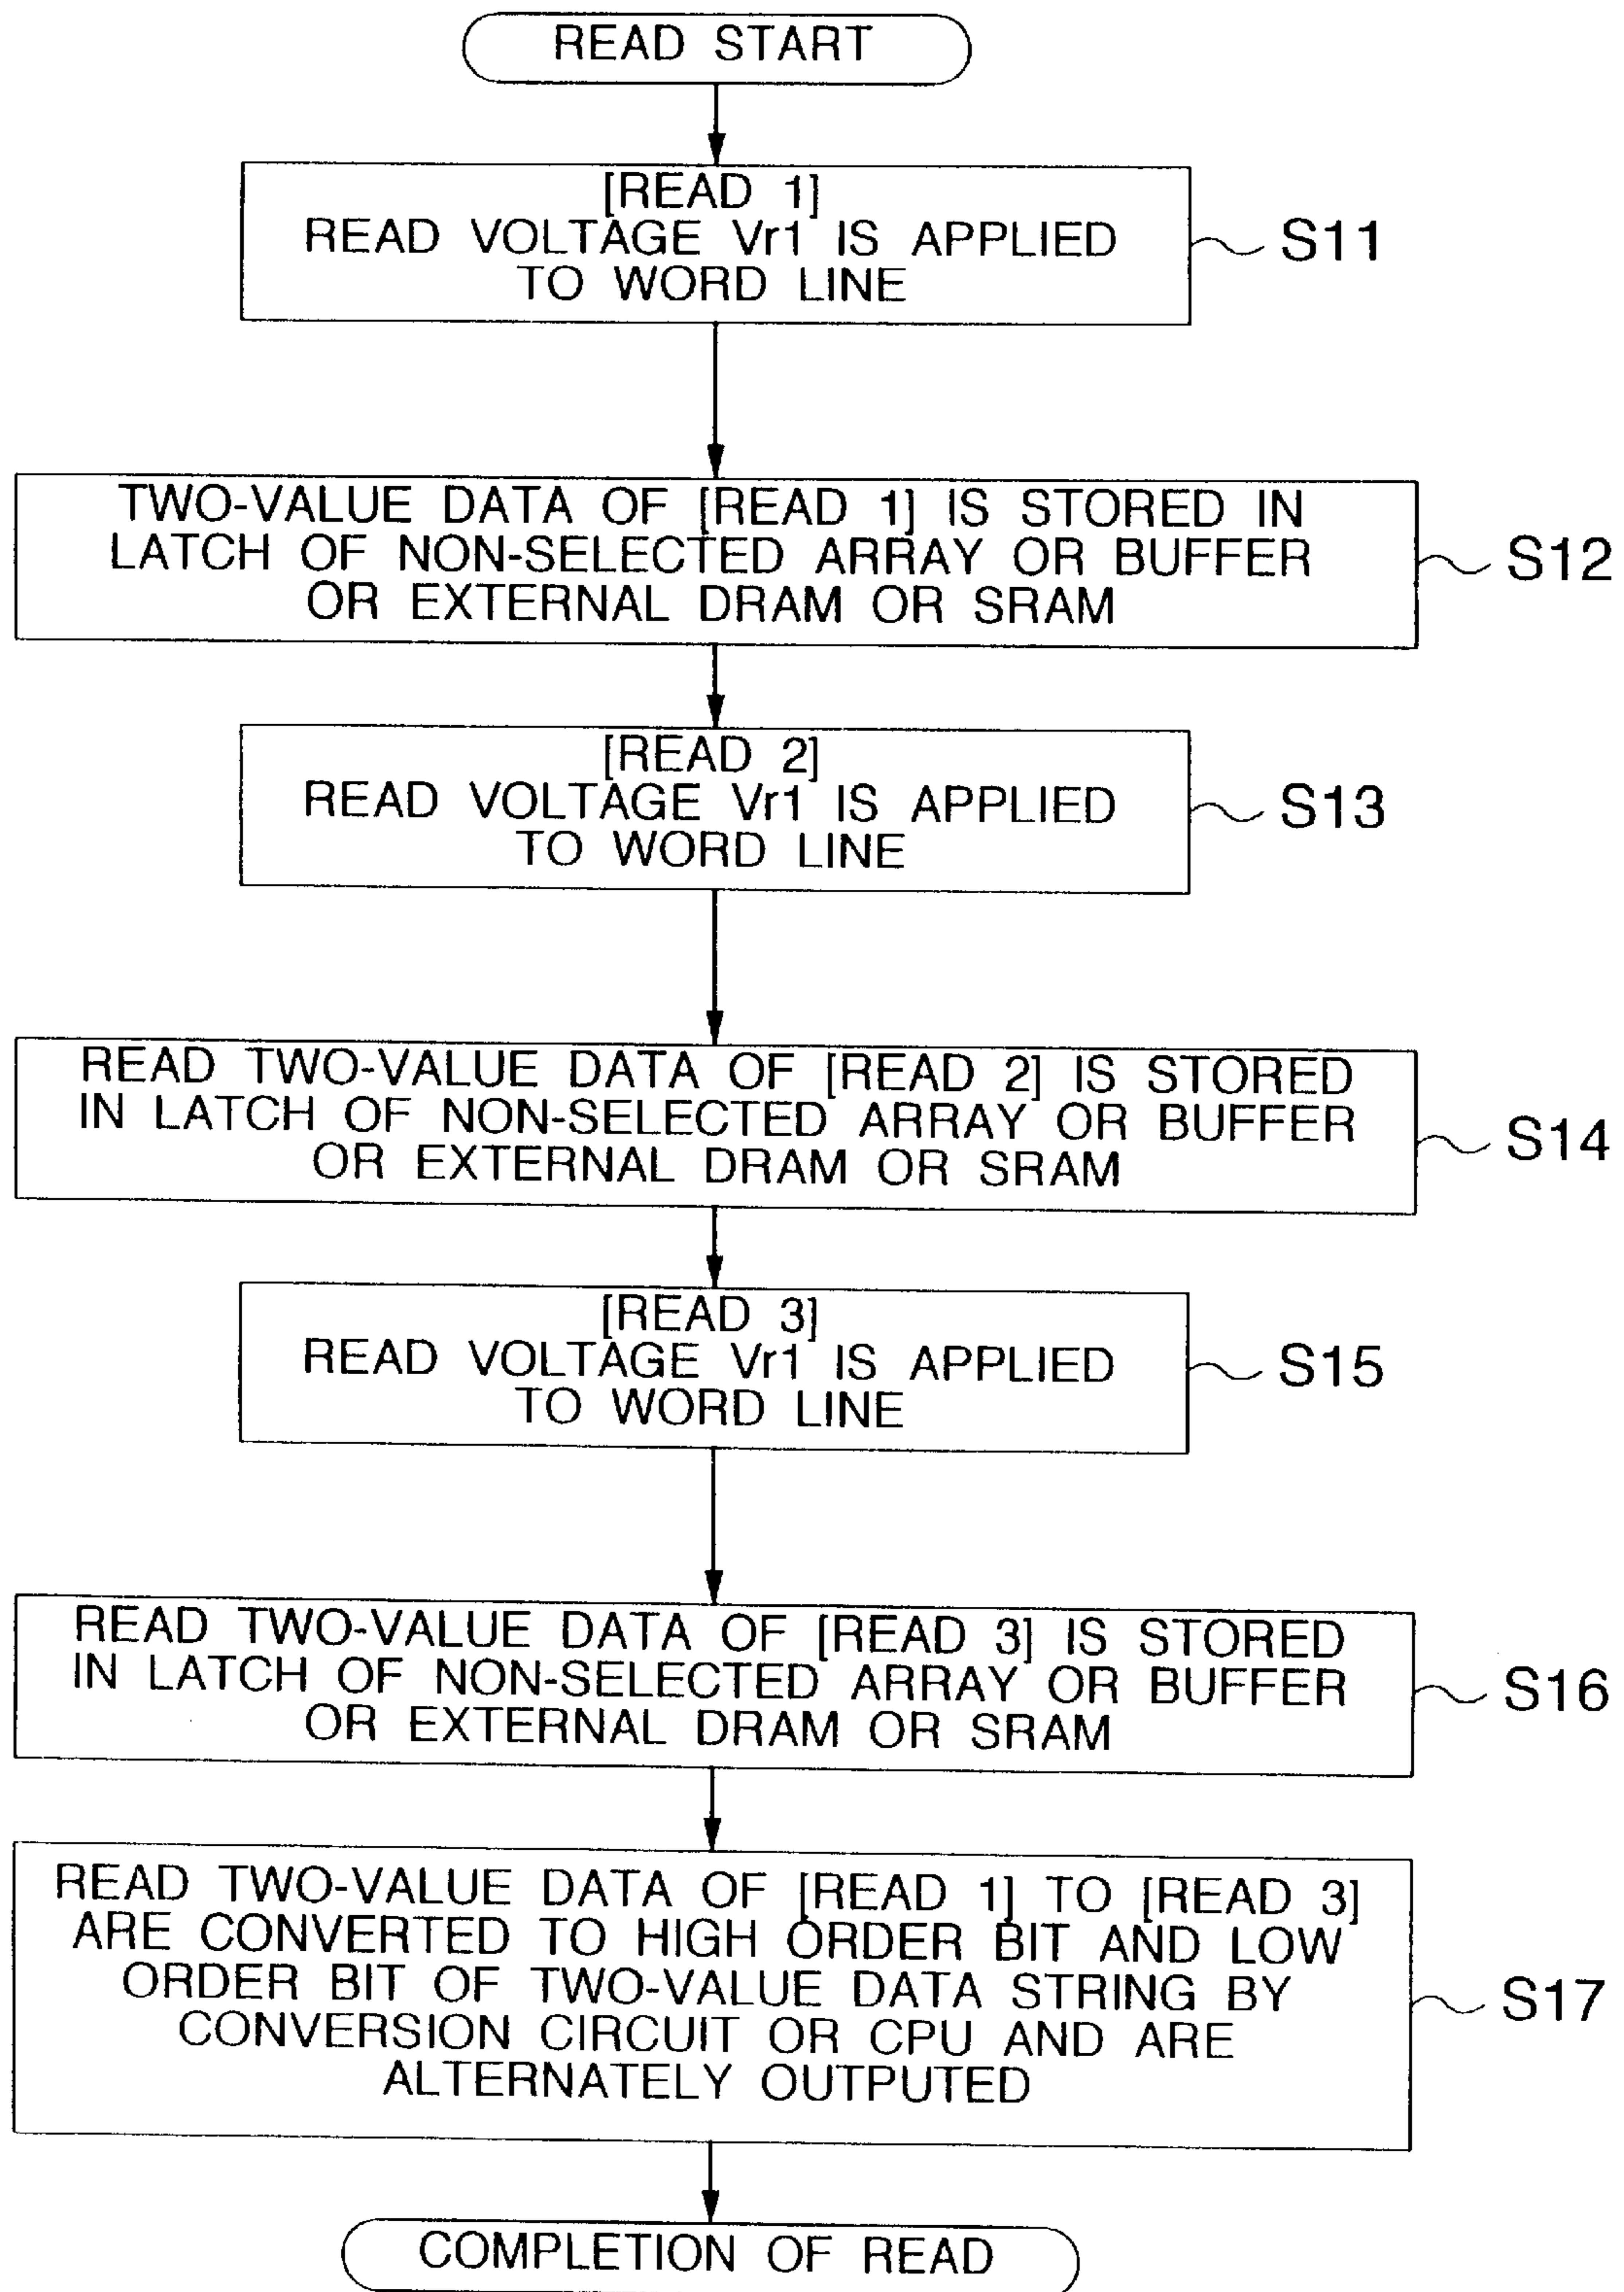 READ START
[READ 1]
READ VOLTAGE Vr1 IS APPLIED
TO WORD LINE
S11
TWO-VALUE DATA OF [READ 1] IS STORED IN
LATCH OF NON-SELECTED ARRAY OR BUFFER
OR EXTERNAL DRAM OR SRAM
S12
[READ 2]
READ VOLTAGE Vr1 IS APPLIED
TO WORD LINE
S13
READ TWO-VALUE DATA OF [READ 2] IS STORED
IN LATCH OF NON-SELECTED ARRAY OR BUFFER
OR EXTERNAL DRAM OR SRAM
S14
[READ 3]
READ VOLTAGE Vr1 IS APPLIED
TO WORD LINE
S15
READ TWO-VALUE DATA OF [READ 3] IS STORED
IN LATCH OF NON-SELECTED ARRAY OR BUFFER
OR EXTERNAL DRAM OR SRAM
S16
READ TWO-VALUE DATA OF [READ 1] TO [READ 3]
ARE CONVERTED TO HIGH ORDER BIT AND LOW
ORDER BIT OF TWO-VALUE DATA STRING BY
CONVERSION CIRCUIT OR CPU AND ARE
ALTERNATELY OUTPUTED
S17
COMPLETION OF READ